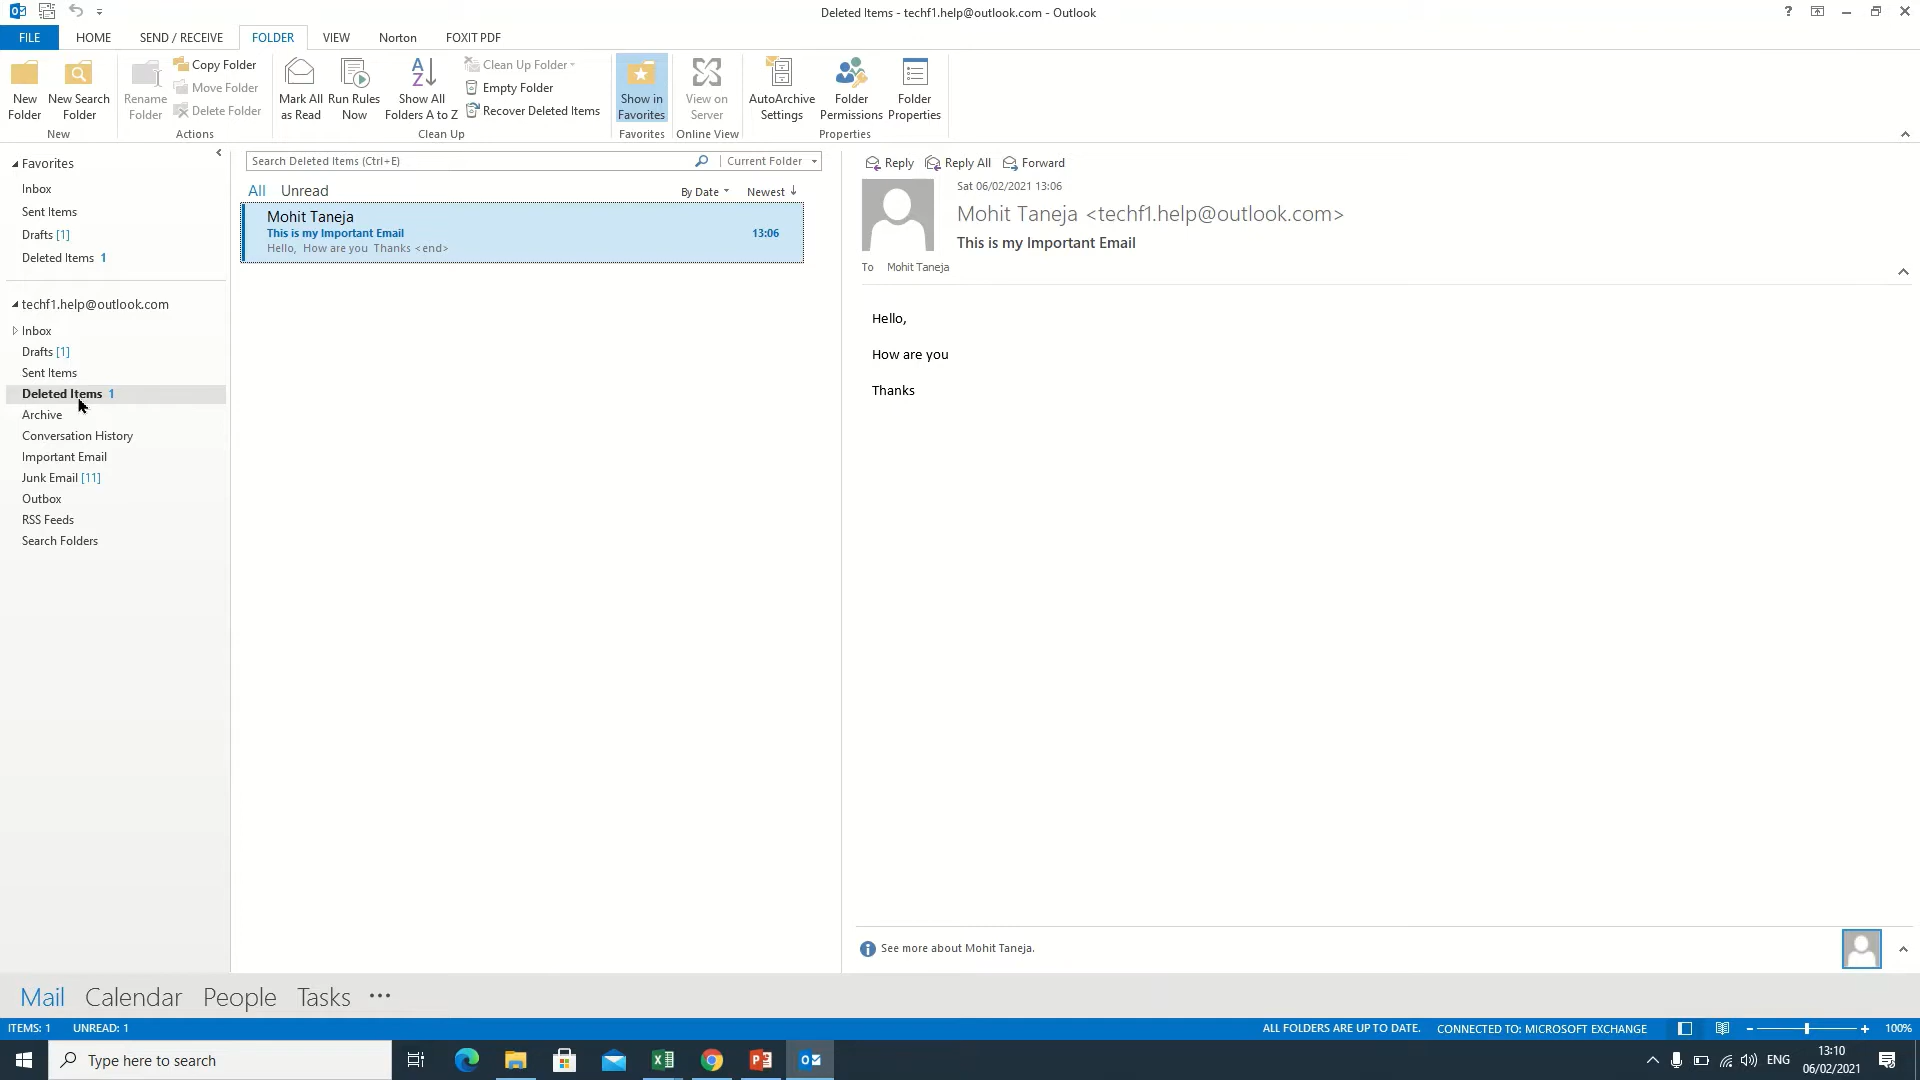 Deleted Items - techf1.help@outlook.com - Outlook
?
FILE HOME SEND / RECEIVE FOLDER VIEW Norton FOXIT PDF
New Folder
New Search Folder
Rename Folder
Copy Folder
Move Folder
Delete Folder
Mark All as Read
Run Rules Now
Show All Folders A to Z
Clean Up Folder
Empty Folder
Recover Deleted Items
Show in Favorites
View on Server
AutoArchive Settings
Folder Permissions
Folder Properties
New Actions Clean Up Favorites Online View Properties
Favorites
Inbox
Sent Items
Drafts [1]
Deleted Items 1
techf1.help@outlook.com
Inbox
Drafts [1]
Sent Items
Deleted Items 1
Archive
Conversation History
Important Email
Junk Email [11]
Outbox
RSS Feeds
Search Folders
Search Deleted Items (Ctrl+E) Current Folder
All Unread By Date Newest
Mohit Taneja
This is my Important Email 13:06
Hello, How are you Thanks <end>
Reply Reply All Forward
Sat 06/02/2021 13:06
Mohit Taneja <techf1.help@outlook.com>
This is my Important Email
To Mohit Taneja
Hello,
How are you
Thanks
See more about Mohit Taneja.
Mail Calendar People Tasks ···
ITEMS: 1 UNREAD: 1 ALL FOLDERS ARE UP TO DATE. CONNECTED TO: MICROSOFT EXCHANGE 100%
Type here to search
ENG
13:10
06/02/2021